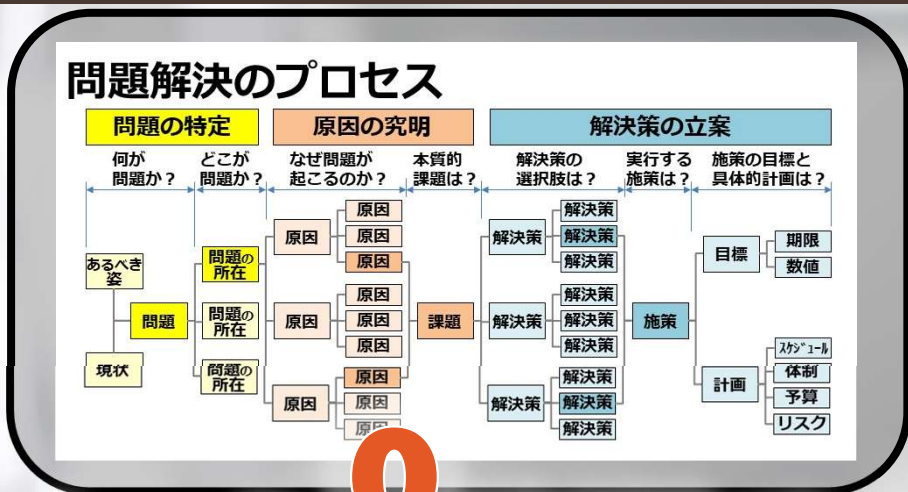 問題解決のプロセス
問題の特定
原因の究明
解決策の立案
何が
問題か？
どこが
問題か？
なぜ問題が
起こるのか？
本質的
課題は？
解決策の
選択肢は？
実行する
施策は？
施策の目標と
具体的計画は？
あるべき
姿
現状
問題
問題の
所在
問題の
所在
問題の
所在
原因
原因
原因
原因
原因
原因
原因
原因
原因
原因
原因
原因
課題
解決策
解決策
解決策
解決策
解決策
解決策
解決策
解決策
解決策
解決策
解決策
解決策
施策
目標
期限
数値
計画
ｽｹｼﾞｭｰﾙ
体制
予算
リスク